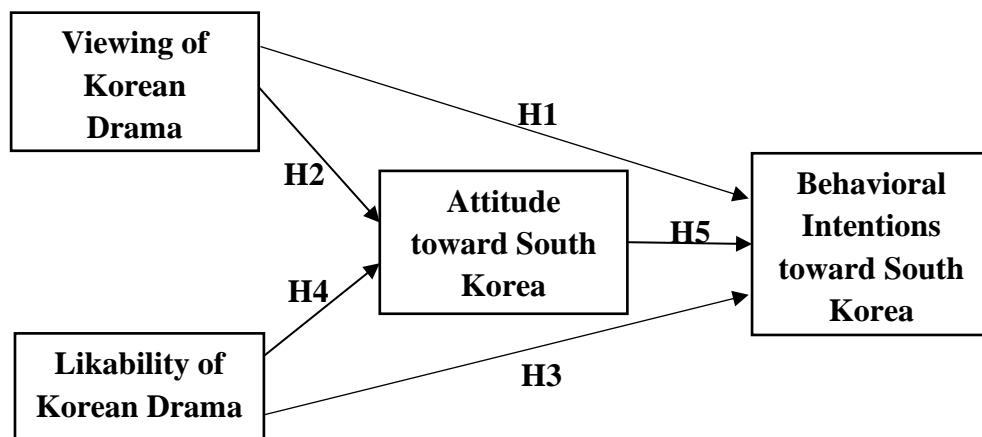 Viewing of
Korean
Drama
H1
H2
Attitude
toward South
Korea
H5
Behavioral
Intentions
toward South
Korea
H4
Likability of
Korean Drama
H3